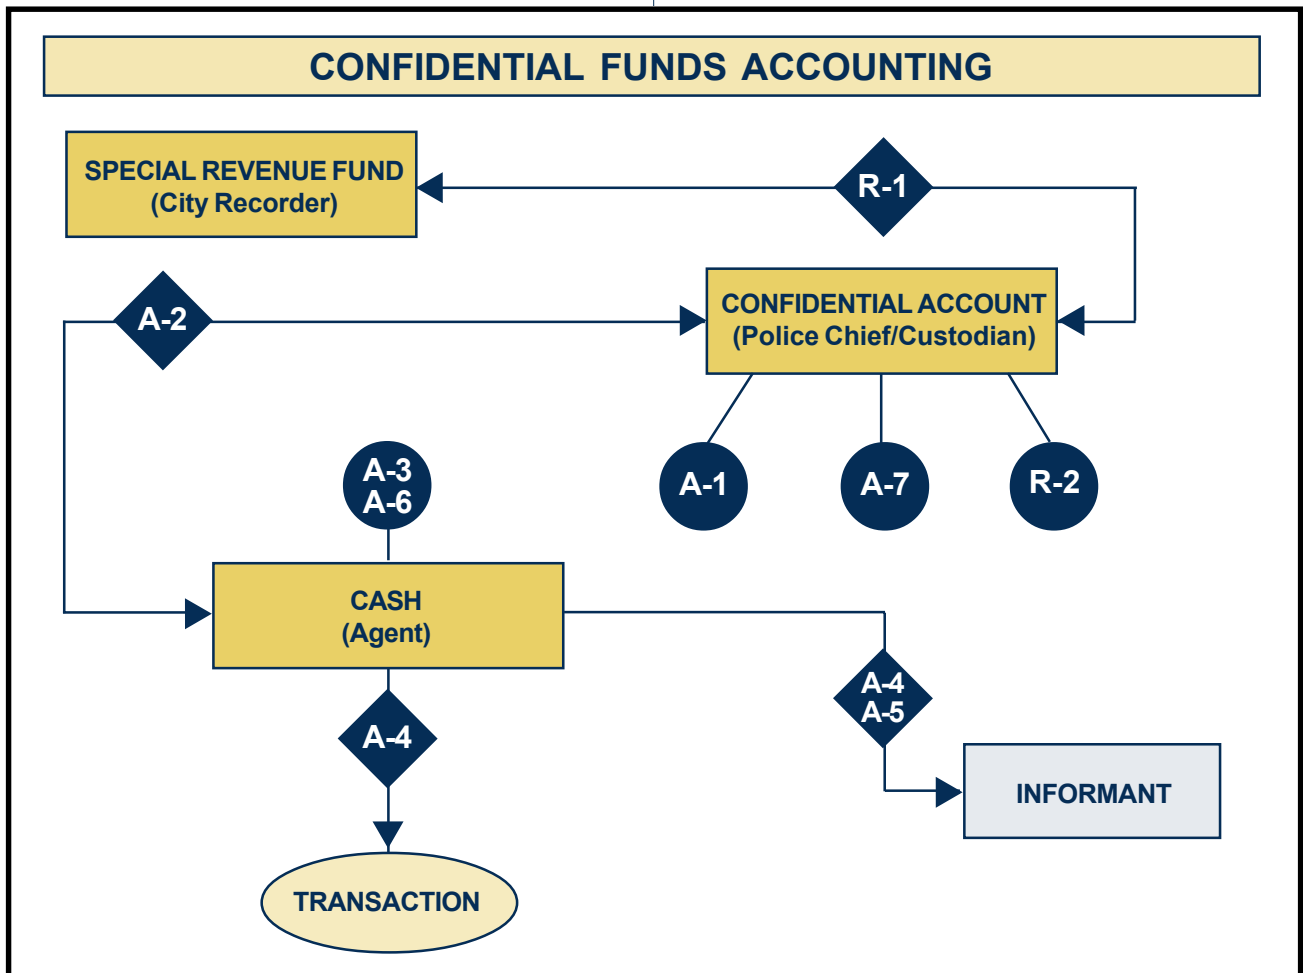 CONFIDENTIAL FUNDS ACCOUNTING
SPECIAL REVENUE FUND
(City Recorder)
R-1
A-2
CONFIDENTIAL ACCOUNT
(Police Chief/Custodian)
A-3
A-6
A-1
A-7
R-2
CASH
(Agent)
A-4
A-5
A-4
INFORMANT
TRANSACTION